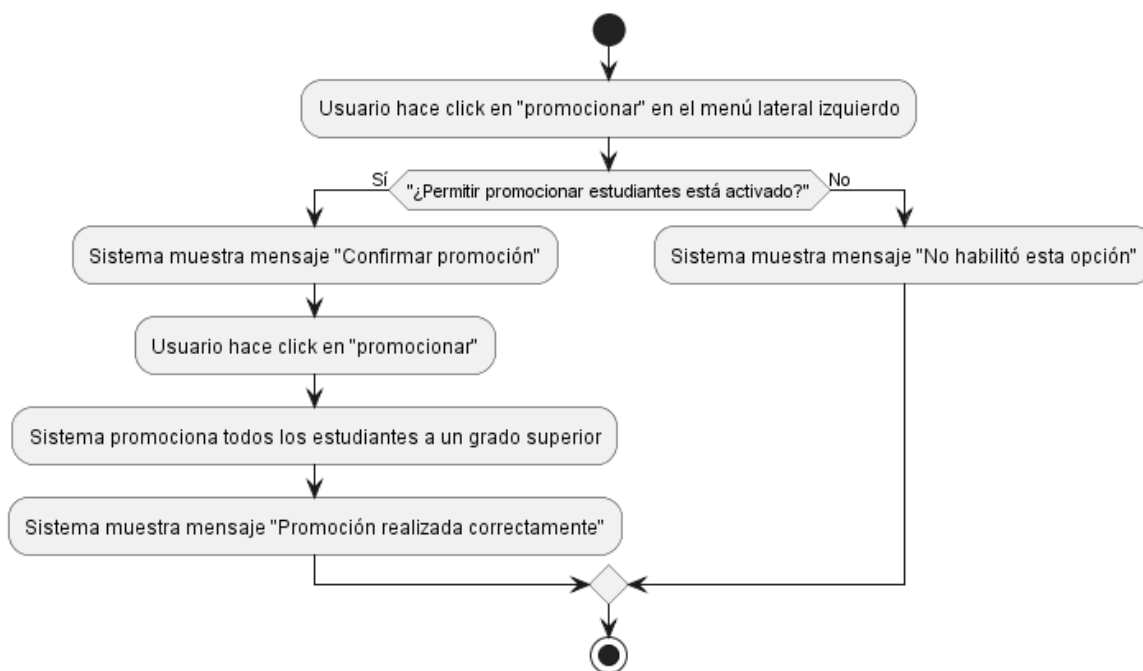 Usuario hace click en "promocionar" en el menú lateral izquierdo
Sí
"¿Permitir promocionar estudiantes está activado?"
No
Sistema muestra mensaje "Confirmar promoción"
Sistema muestra mensaje "No habilitó esta opción"
Usuario hace click en "promocionar"
Sistema promociona todos los estudiantes a un grado superior
Sistema muestra mensaje "Promoción realizada correctamente"